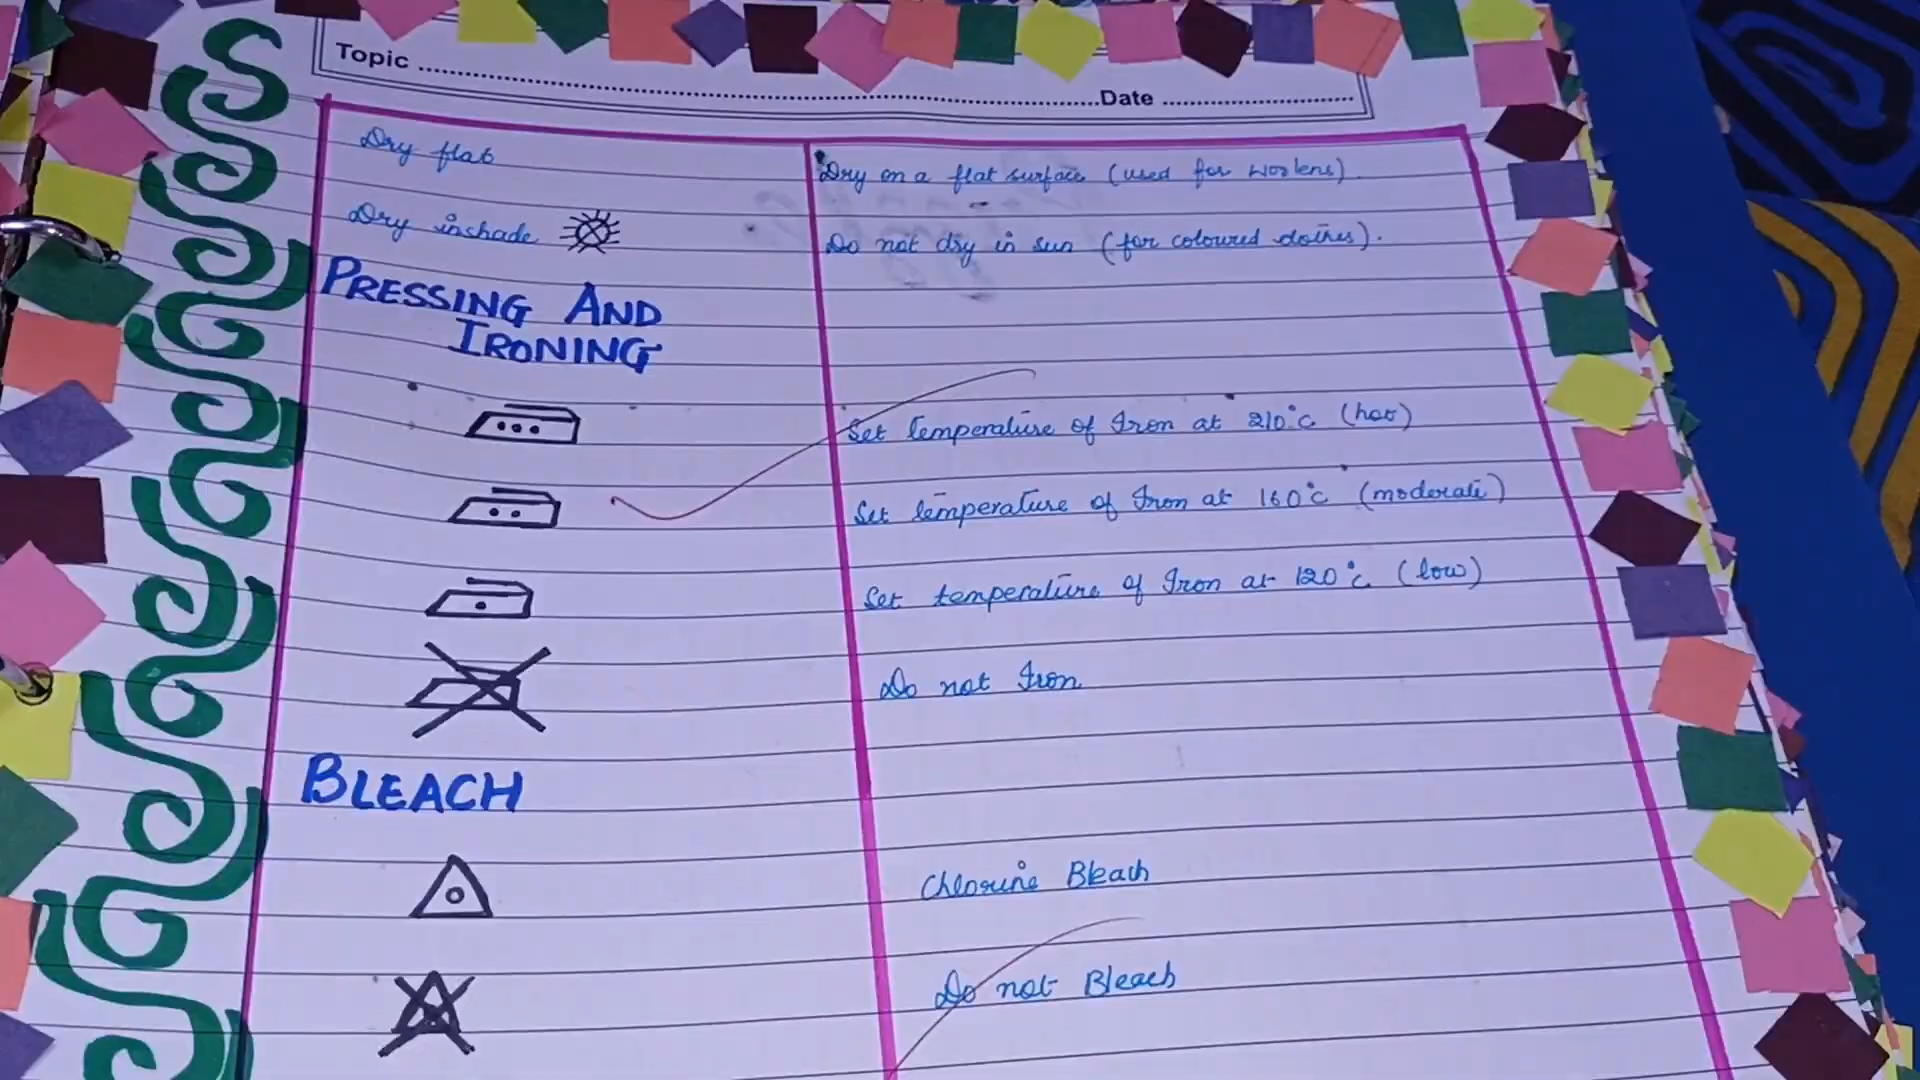 Topic ........ Date ........
Dry flat
Dry on a flat surface (used for woolens).
Dry inshade
Do not dry in sun (for coloured clothes).
PRESSING AND
IRONING
Set temperature of Iron at 210°c (hot)
Set temperature of Iron at 160°c (moderate)
Set temperature of Iron at 120°c (low)
Do not Iron
BLEACH
Chlorine Bleach
Do not Bleach